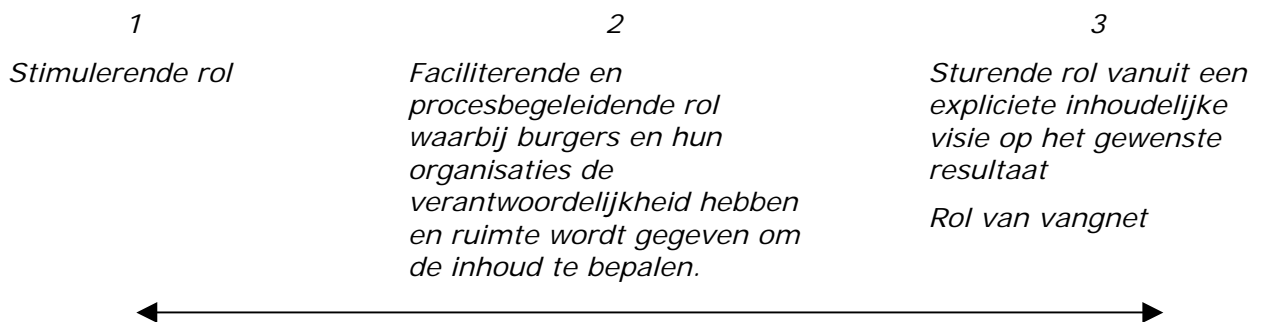 1
Stimulerende rol
2
Faciliterende en
procesbegeleidende rol
waarbij burgers en hun
organisaties de
verantwoordelijkheid hebben
en ruimte wordt gegeven om
de inhoud te bepalen.
3
Sturende rol vanuit een
expliciete inhoudelijke
visie op het gewenste
resultaat
Rol van vangnet